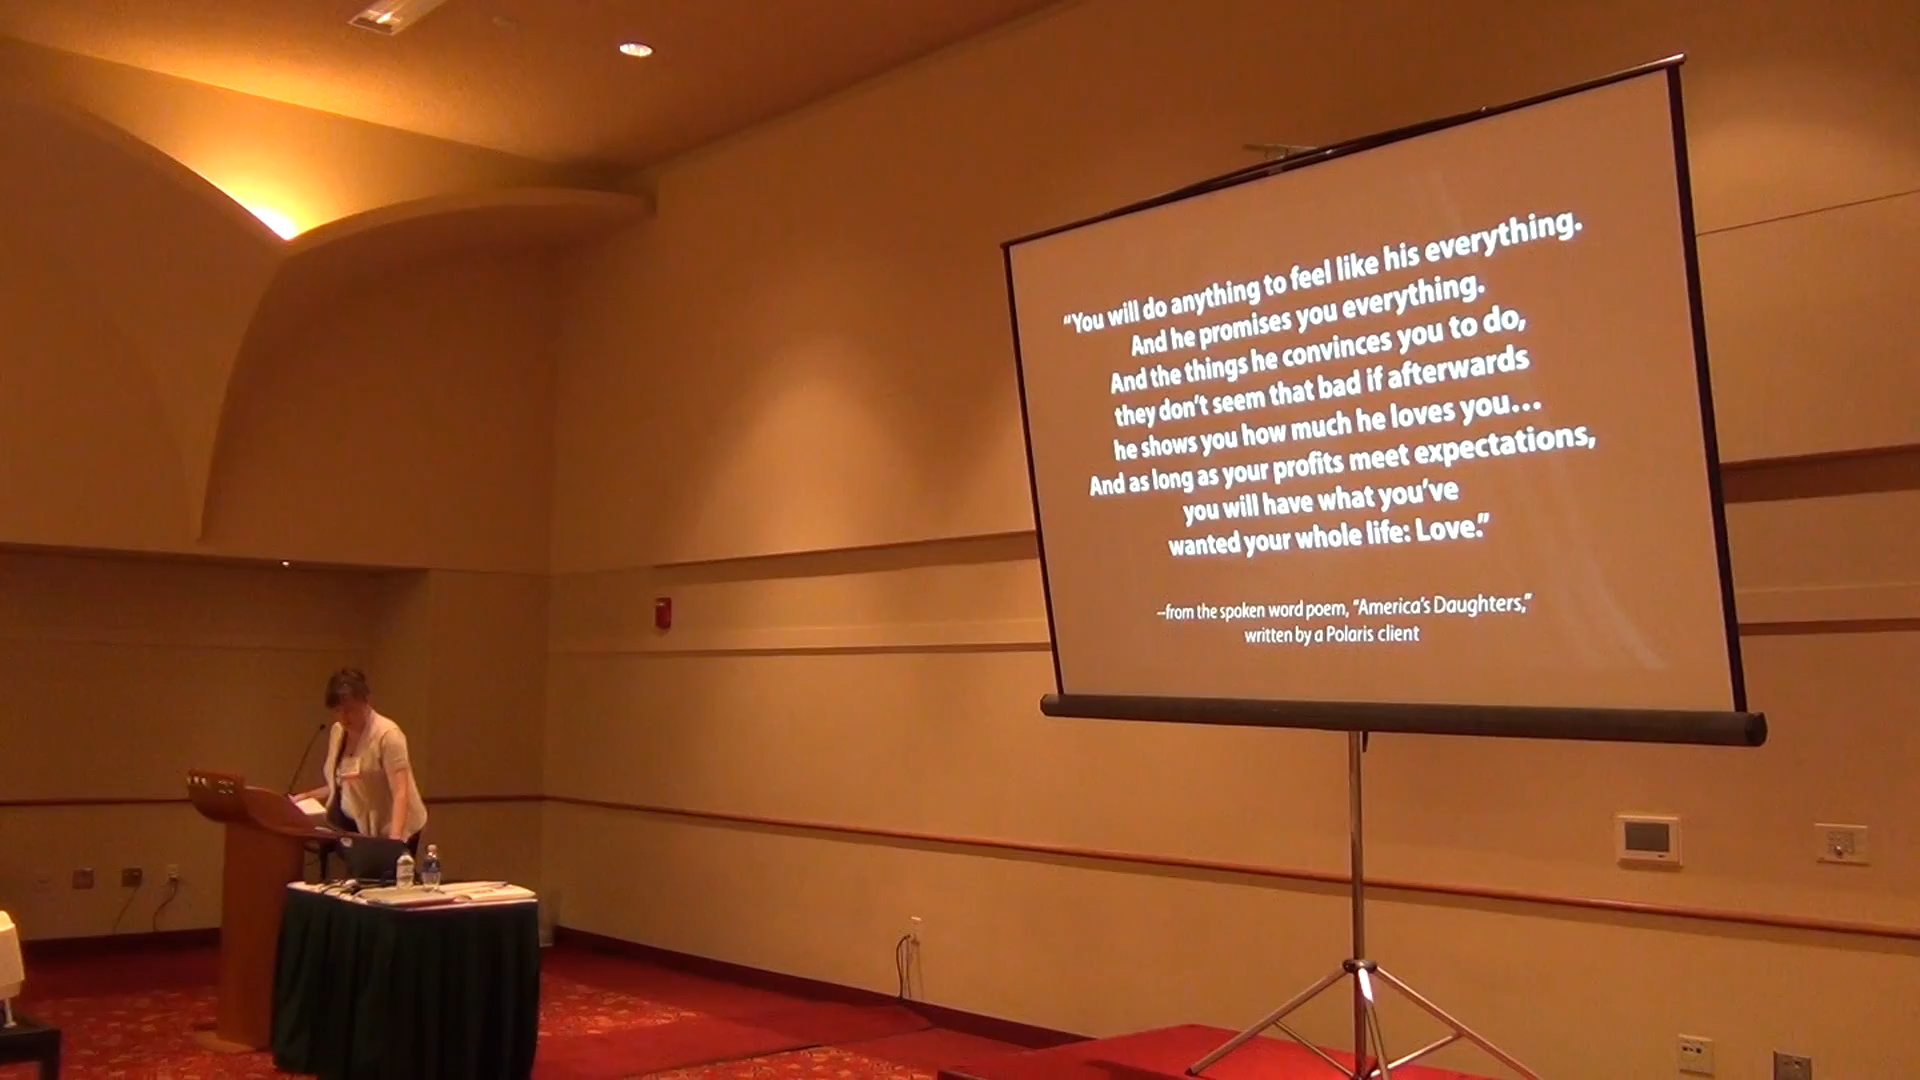 “You will do anything to feel like his everything.
And he promises you everything.
And the things he convinces you to do,
they don’t seem that bad if afterwards
he shows you how much he loves you…
And as long as your profits meet expectations,
you will have what you’ve
wanted your whole life: Love.”
–from the spoken word poem, “America’s Daughters,”
written by a Polaris client